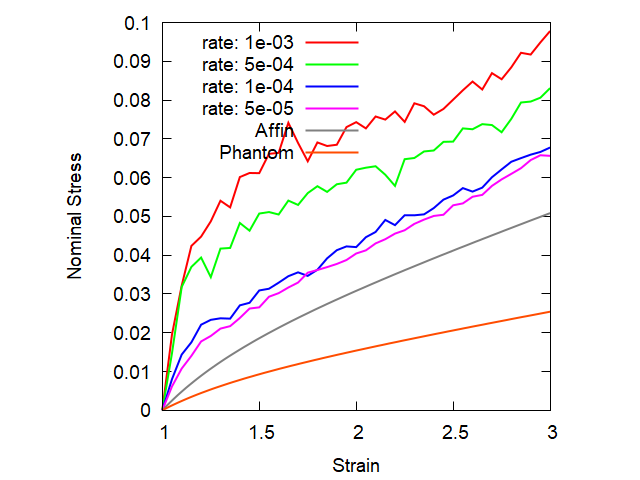 0.1
0.09
0.08
0.07
0.06
0.05
0.04
0.03
0.02
0.01
0
Nominal Stress
rate: 1e-03
rate: 5e-04
rate: 1e-04
rate: 5e-05
Affin
Phantom
1 1.5 2 2.5 3
Strain